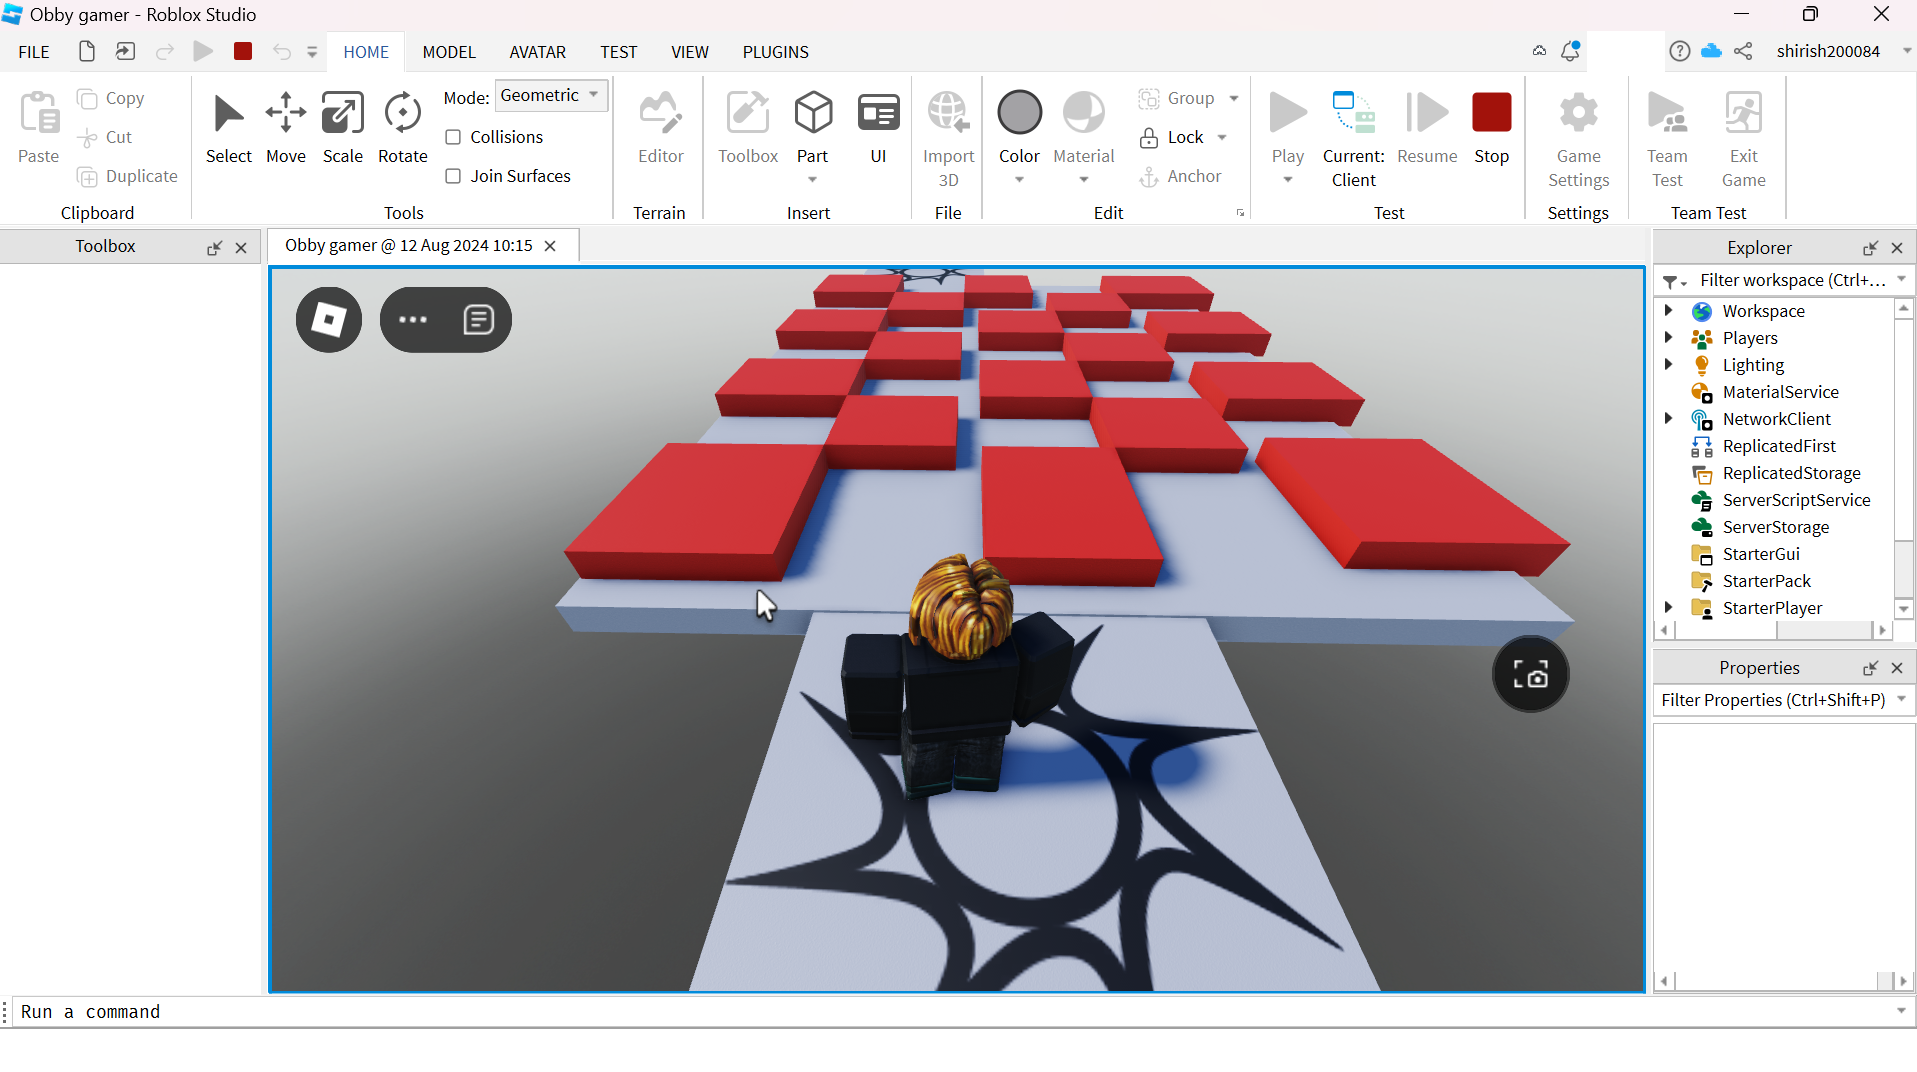 Obby gamer - Roblox Studio
FILE HOME MODEL AVATAR TEST VIEW PLUGINS shirish200084
Paste
Copy
Cut
Duplicate
Clipboard
Select Move Scale Rotate
Mode: Geometric
Collisions
Join Surfaces
Tools
Editor
Terrain
Toolbox Part UI
Insert
Import
3D
File
Color Material
Group
Lock
Anchor
Edit
Play
Current:
Client
Resume Stop
Test
Game
Settings
Settings
Team
Test
Exit
Game
Team Test
Toolbox
Obby gamer @ 12 Aug 2024 10:15
Explorer
Filter workspace (Ctrl+...
Workspace
Players
Lighting
MaterialService
NetworkClient
ReplicatedFirst
ReplicatedStorage
ServerScriptService
ServerStorage
StarterGui
StarterPack
StarterPlayer
Properties
Filter Properties (Ctrl+Shift+P)
Run a command